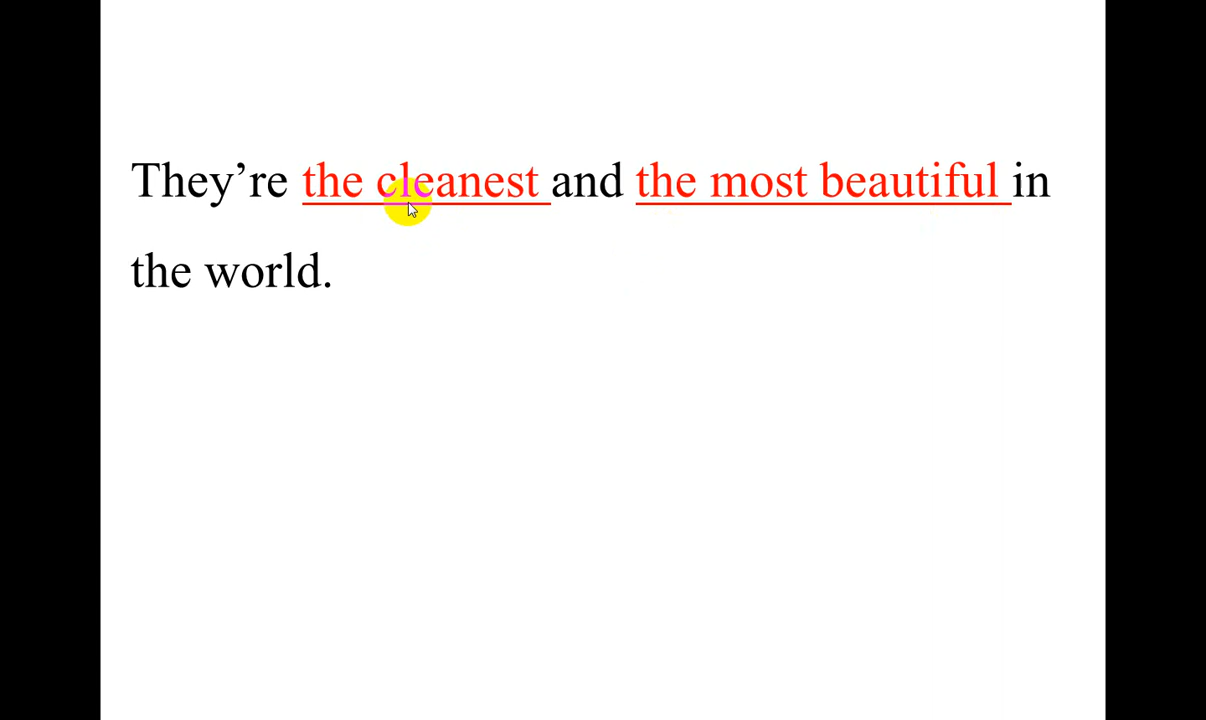 They’re the cleanest and the most beautiful in
the world.